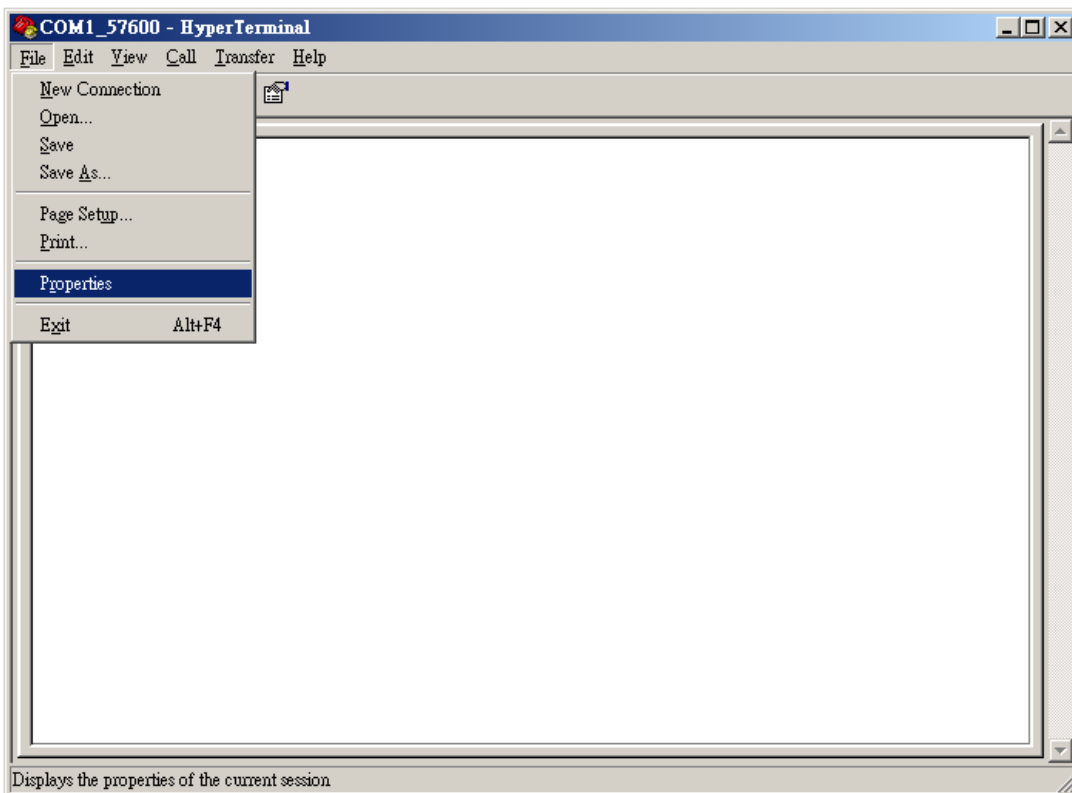 COM1_57600 - HyperTerminal
File Edit View Call Transfer Help
New Connection
Open...
Save
Save As...
Page Setup...
Print...
Properties
Exit Alt+F4
Displays the properties of the current session